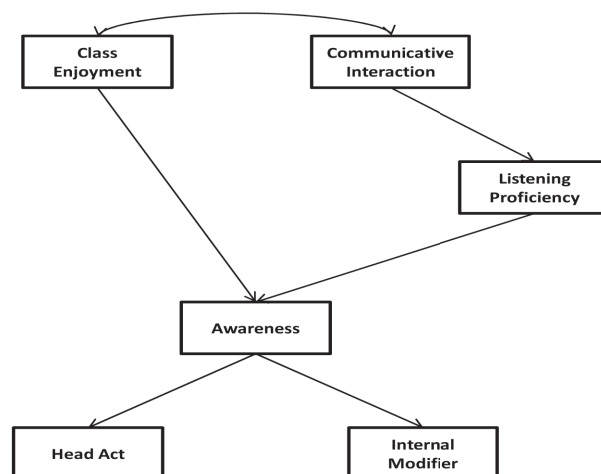 Class
Enjoyment
Communicative
Interaction
Listening
Proficiency
Awareness
Head Act
Internal
Modifier